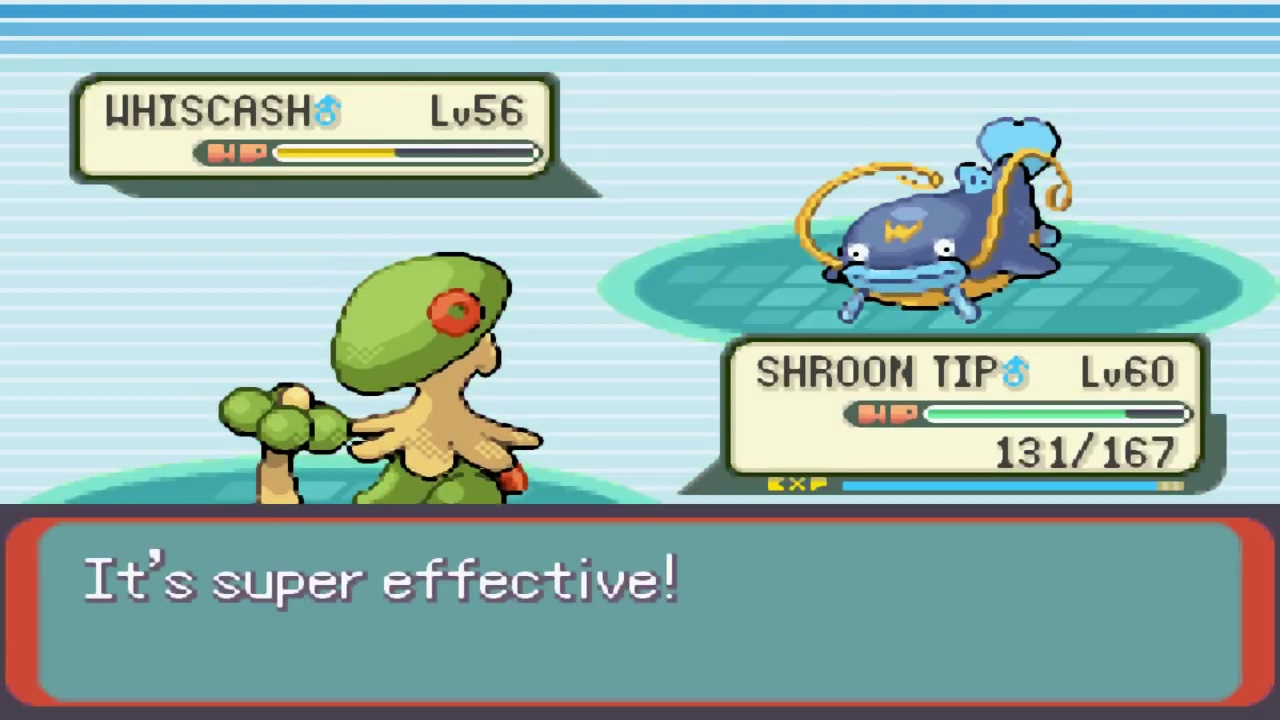 WHISCASH♂ Lv56
HP
SHROON TIP♂ Lv60
HP
131/167
EXP
It's super effective!